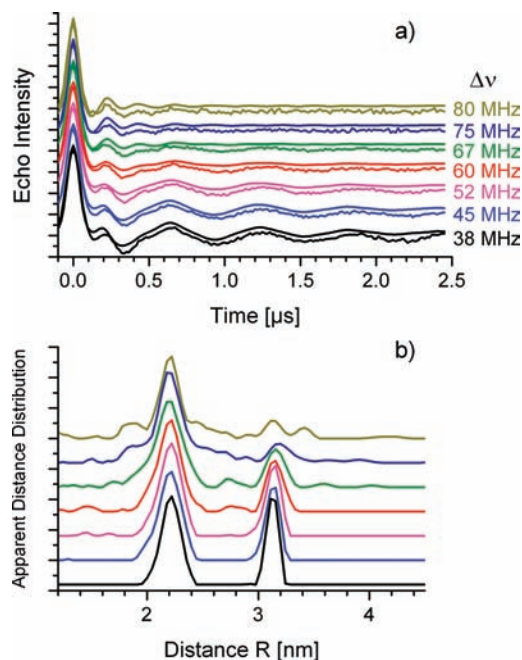 a)
Δν
80 MHz
75 MHz
67 MHz
60 MHz
52 MHz
45 MHz
38 MHz
Echo Intensity
0.0 0.5 1.0 1.5 2.0 2.5
Time [µs]
b)
Apparent Distance Distribution
2 3 4
Distance R [nm]